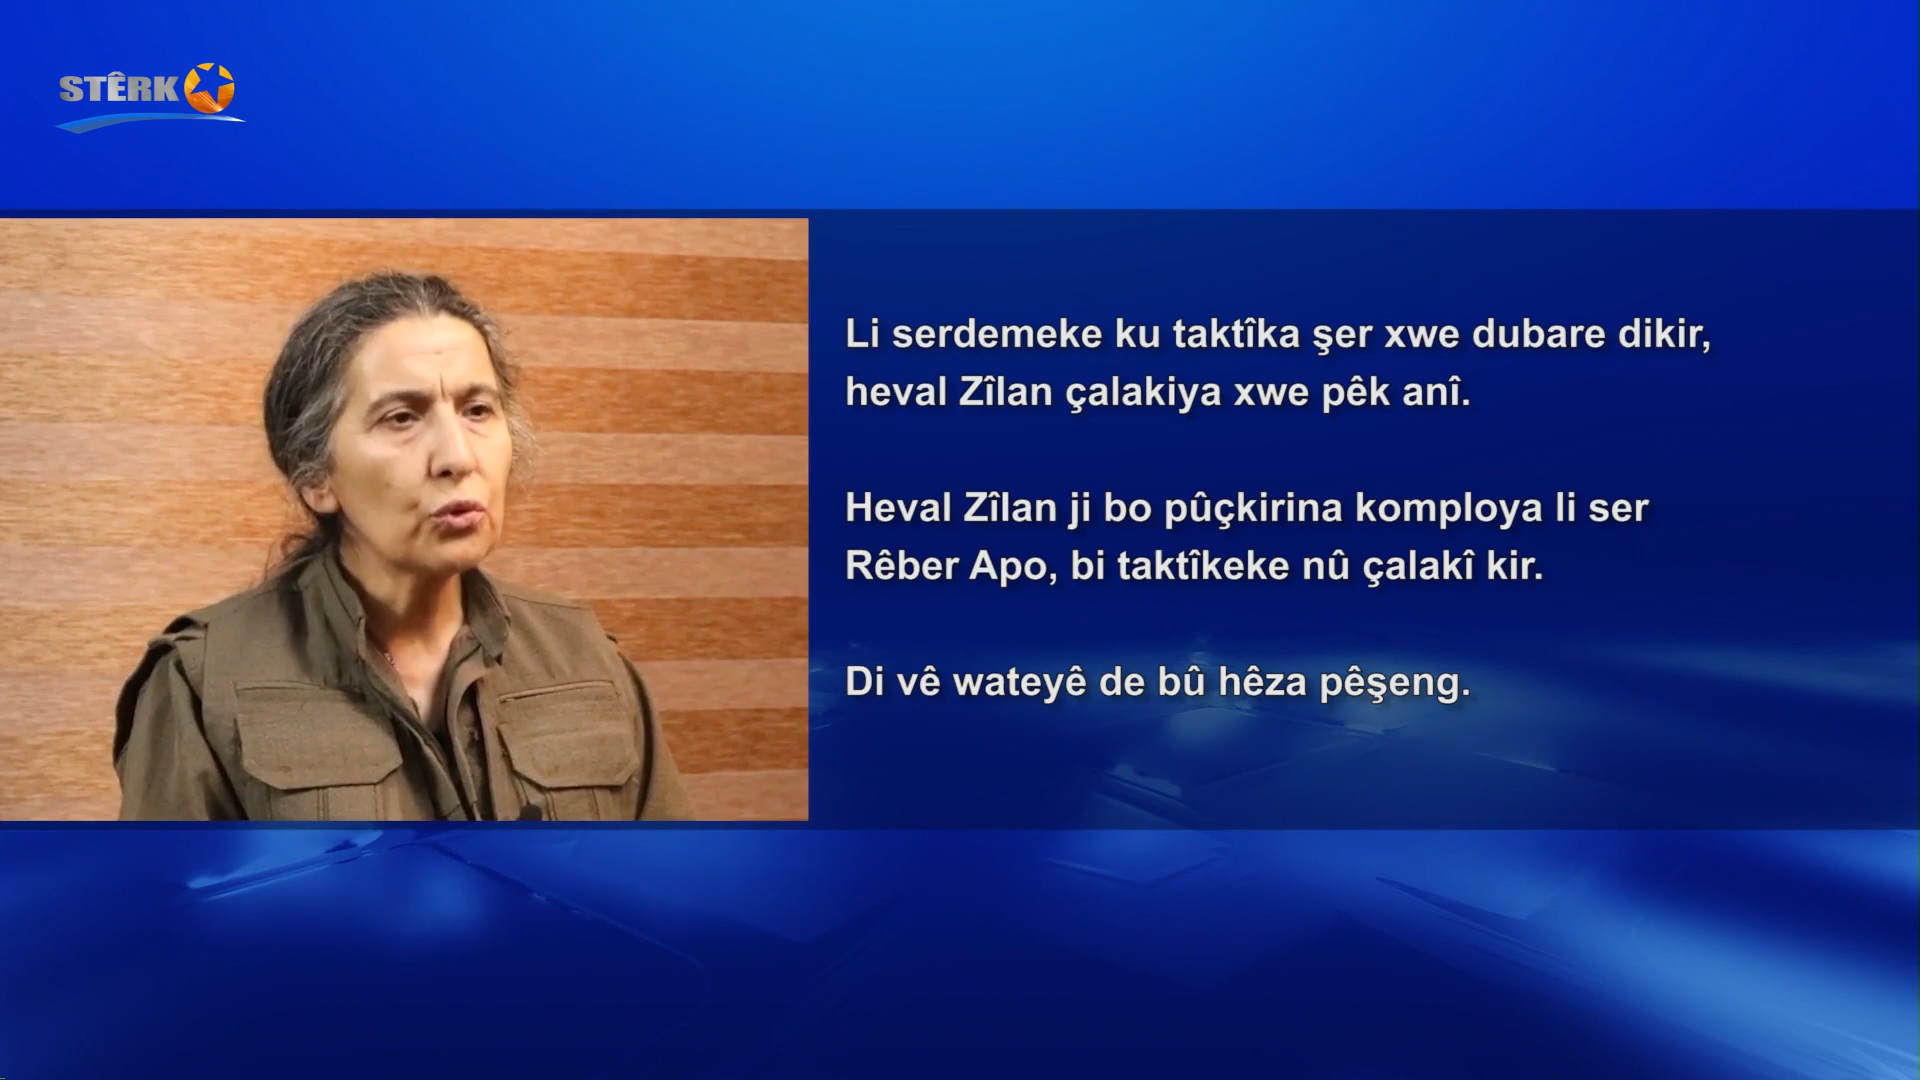 STÊRK
Li serdemeke ku taktîka şer xwe dubare dikir,
heval Zîlan çalakiya xwe pêk anî.
Heval Zîlan ji bo pûçkirina komploya li ser
Rêber Apo, bi taktîkeke nû çalakî kir.
Di vê wateyê de bû hêza pêşeng.